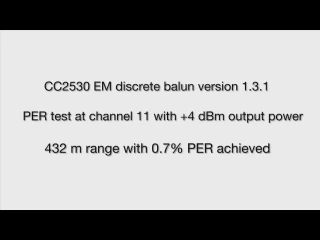 CC2530 EM discrete balun version 1.3.1
PER test at channel 11 with +4 dBm output power
432 m range with 0.7% PER achieved